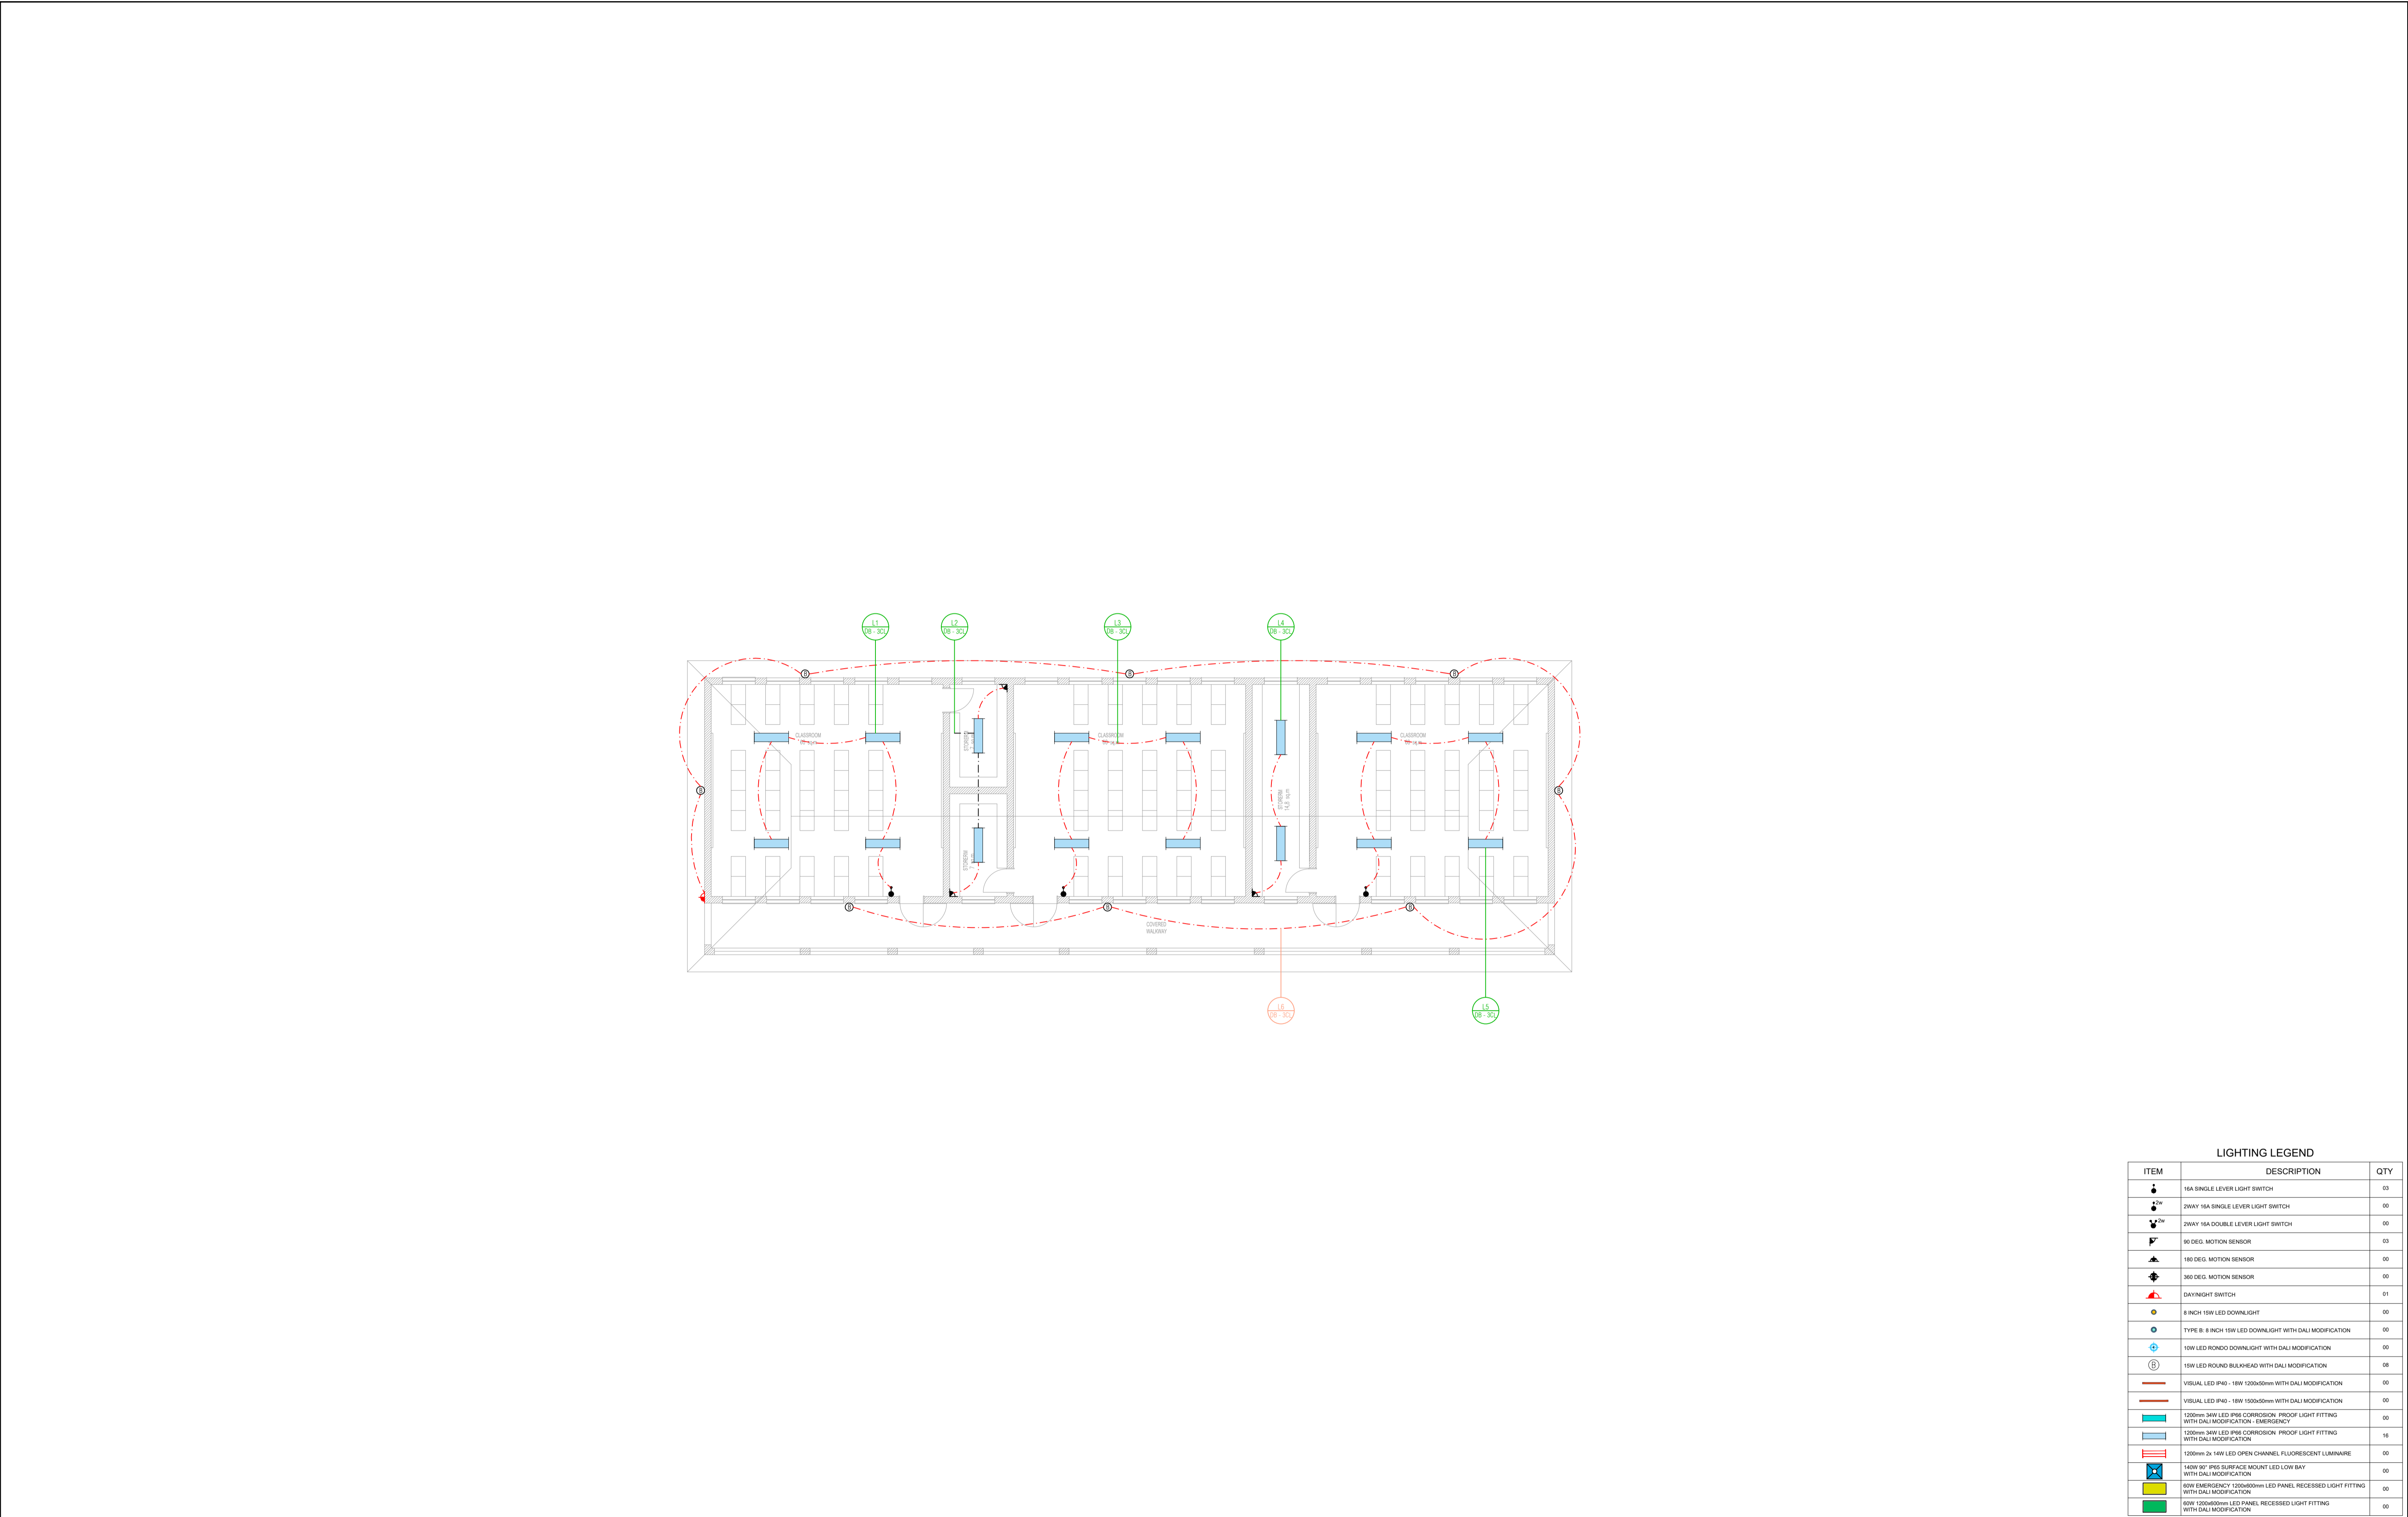 L1
DB - 3CL
L2
DB - 3CL
L3
DB - 3CL
L4
DB - 3CL
B
B
B
CLASSROOM
STORERM
CLASSROOM
CLASSROOM
B
B
STORERM
14,8 sq.m
STORERM
B
B
B
COVERED
WALKWAY
L6
DB - 3CL
L5
DB - 3CL
LIGHTING LEGEND
ITEM DESCRIPTION QTY
16A SINGLE LEVER LIGHT SWITCH 03
2w 2WAY 16A SINGLE LEVER LIGHT SWITCH 00
2w 2WAY 16A DOUBLE LEVER LIGHT SWITCH 00
90 DEG. MOTION SENSOR 03
180 DEG. MOTION SENSOR 00
360 DEG. MOTION SENSOR 00
DAY/NIGHT SWITCH 01
8 INCH 15W LED DOWNLIGHT 00
TYPE B: 8 INCH 15W LED DOWNLIGHT WITH DALI MODIFICATION 00
10W LED RONDO DOWNLIGHT WITH DALI MODIFICATION 00
B 15W LED ROUND BULKHEAD WITH DALI MODIFICATION 08
VISUAL LED IP40 - 18W 1200x50mm WITH DALI MODIFICATION 00
VISUAL LED IP40 - 18W 1500x50mm WITH DALI MODIFICATION 00
1200mm 34W LED IP66 CORROSION PROOF LIGHT FITTING
WITH DALI MODIFICATION - EMERGENCY 00
1200mm 34W LED IP66 CORROSION PROOF LIGHT FITTING
WITH DALI MODIFICATION 16
1200mm 2x 14W LED OPEN CHANNEL FLUORESCENT LUMINAIRE 00
140W 90° IP65 SURFACE MOUNT LED LOW BAY
WITH DALI MODIFICATION 00
60W EMERGENCY 1200x600mm LED PANEL RECESSED LIGHT FITTING
WITH DALI MODIFICATION 00
60W 1200x600mm LED PANEL RECESSED LIGHT FITTING
WITH DALI MODIFICATION 00